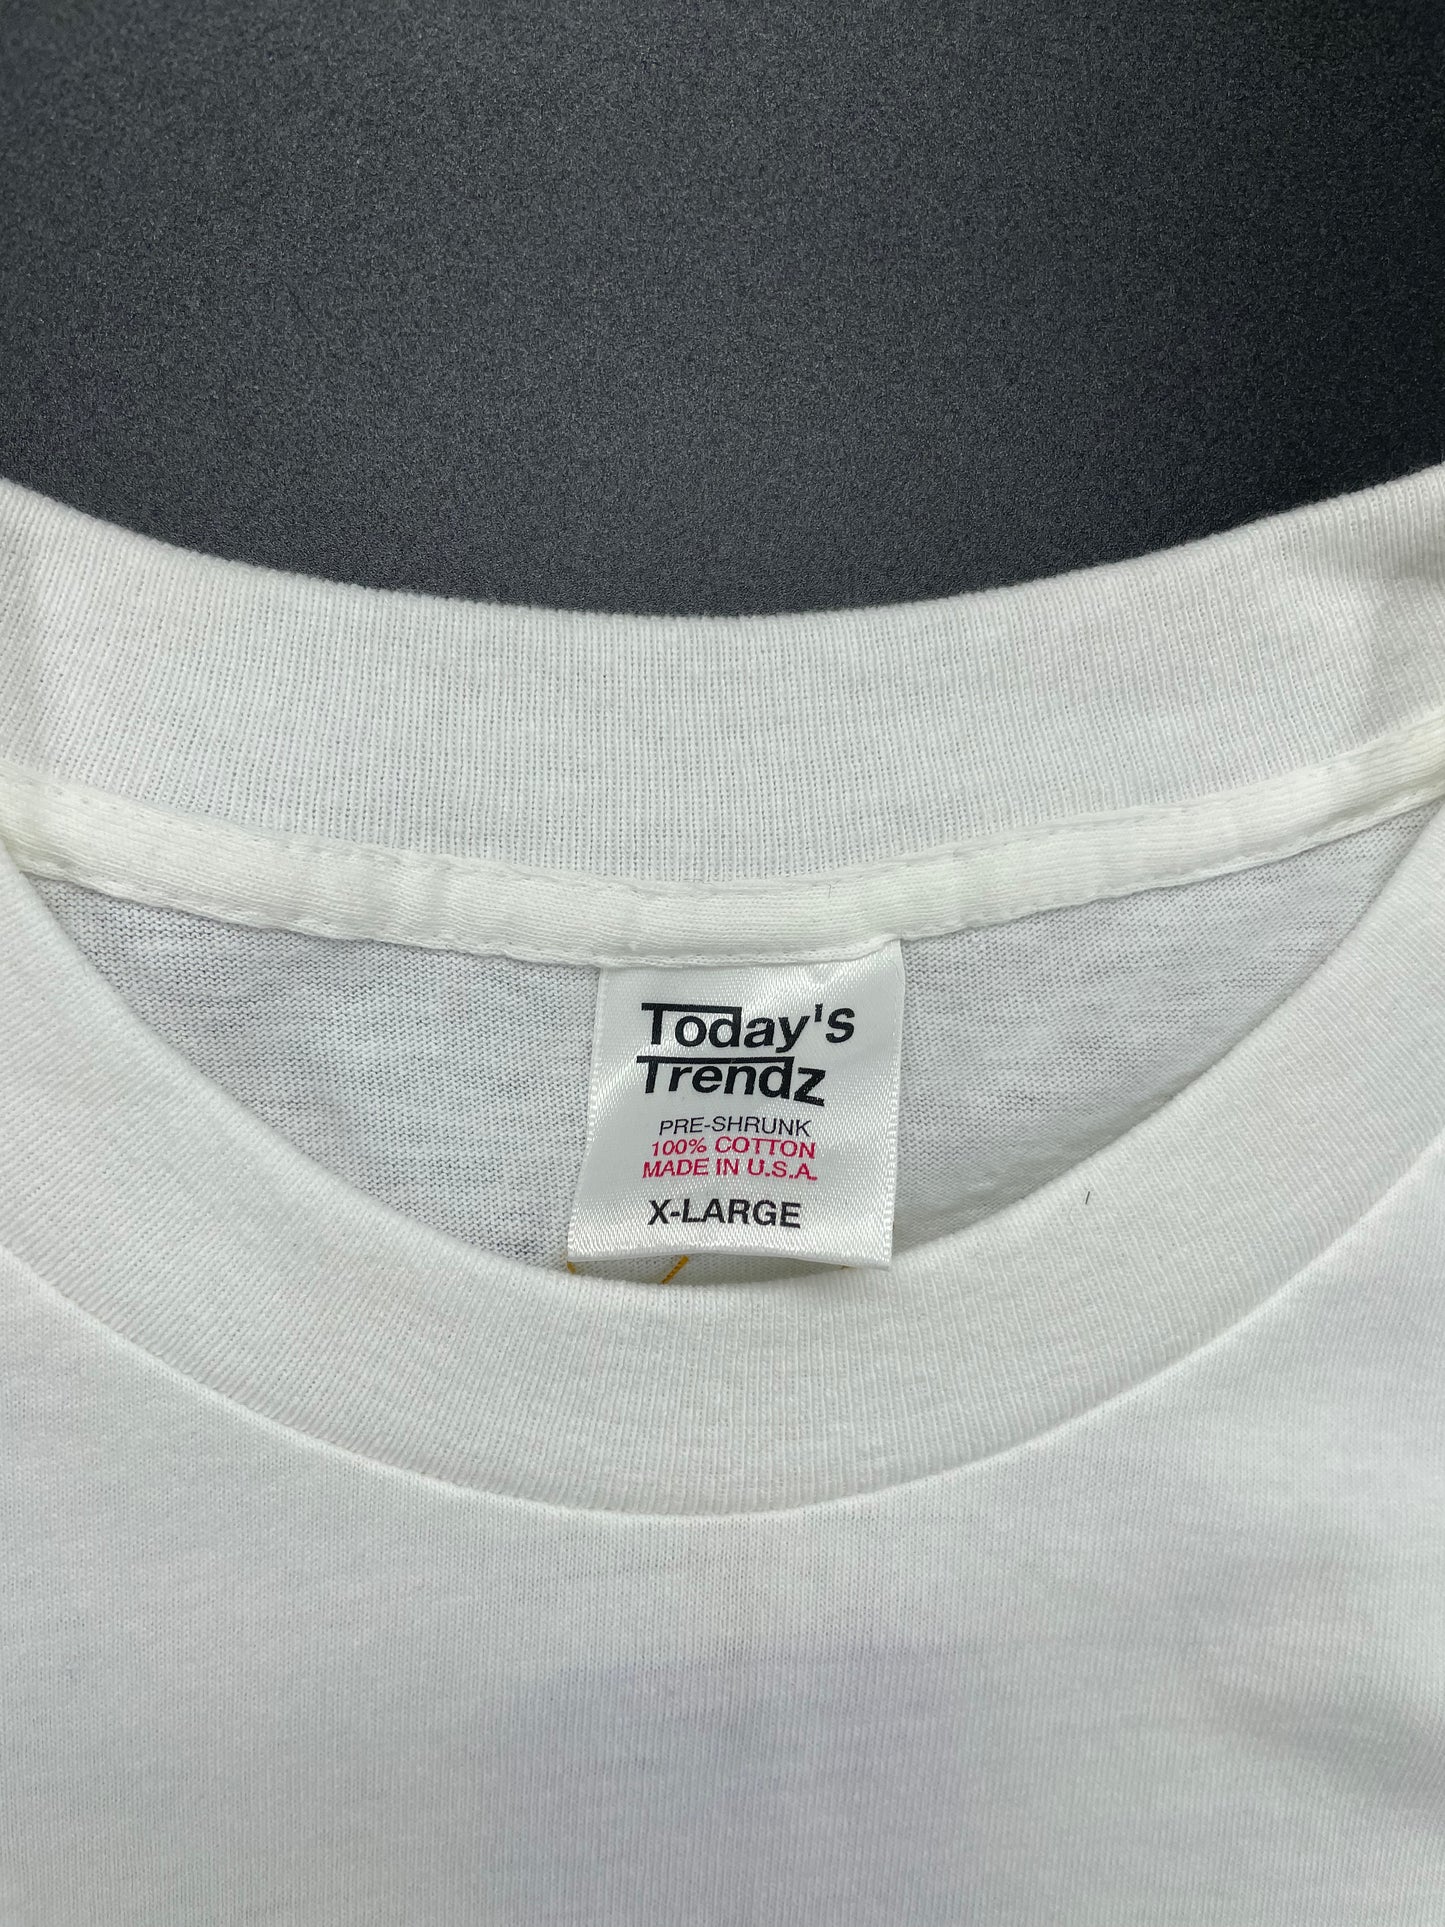 Today's
Trendz
PRE-SHRUNK
100% COTTON
MADE IN U.S.A.
X-LARGE